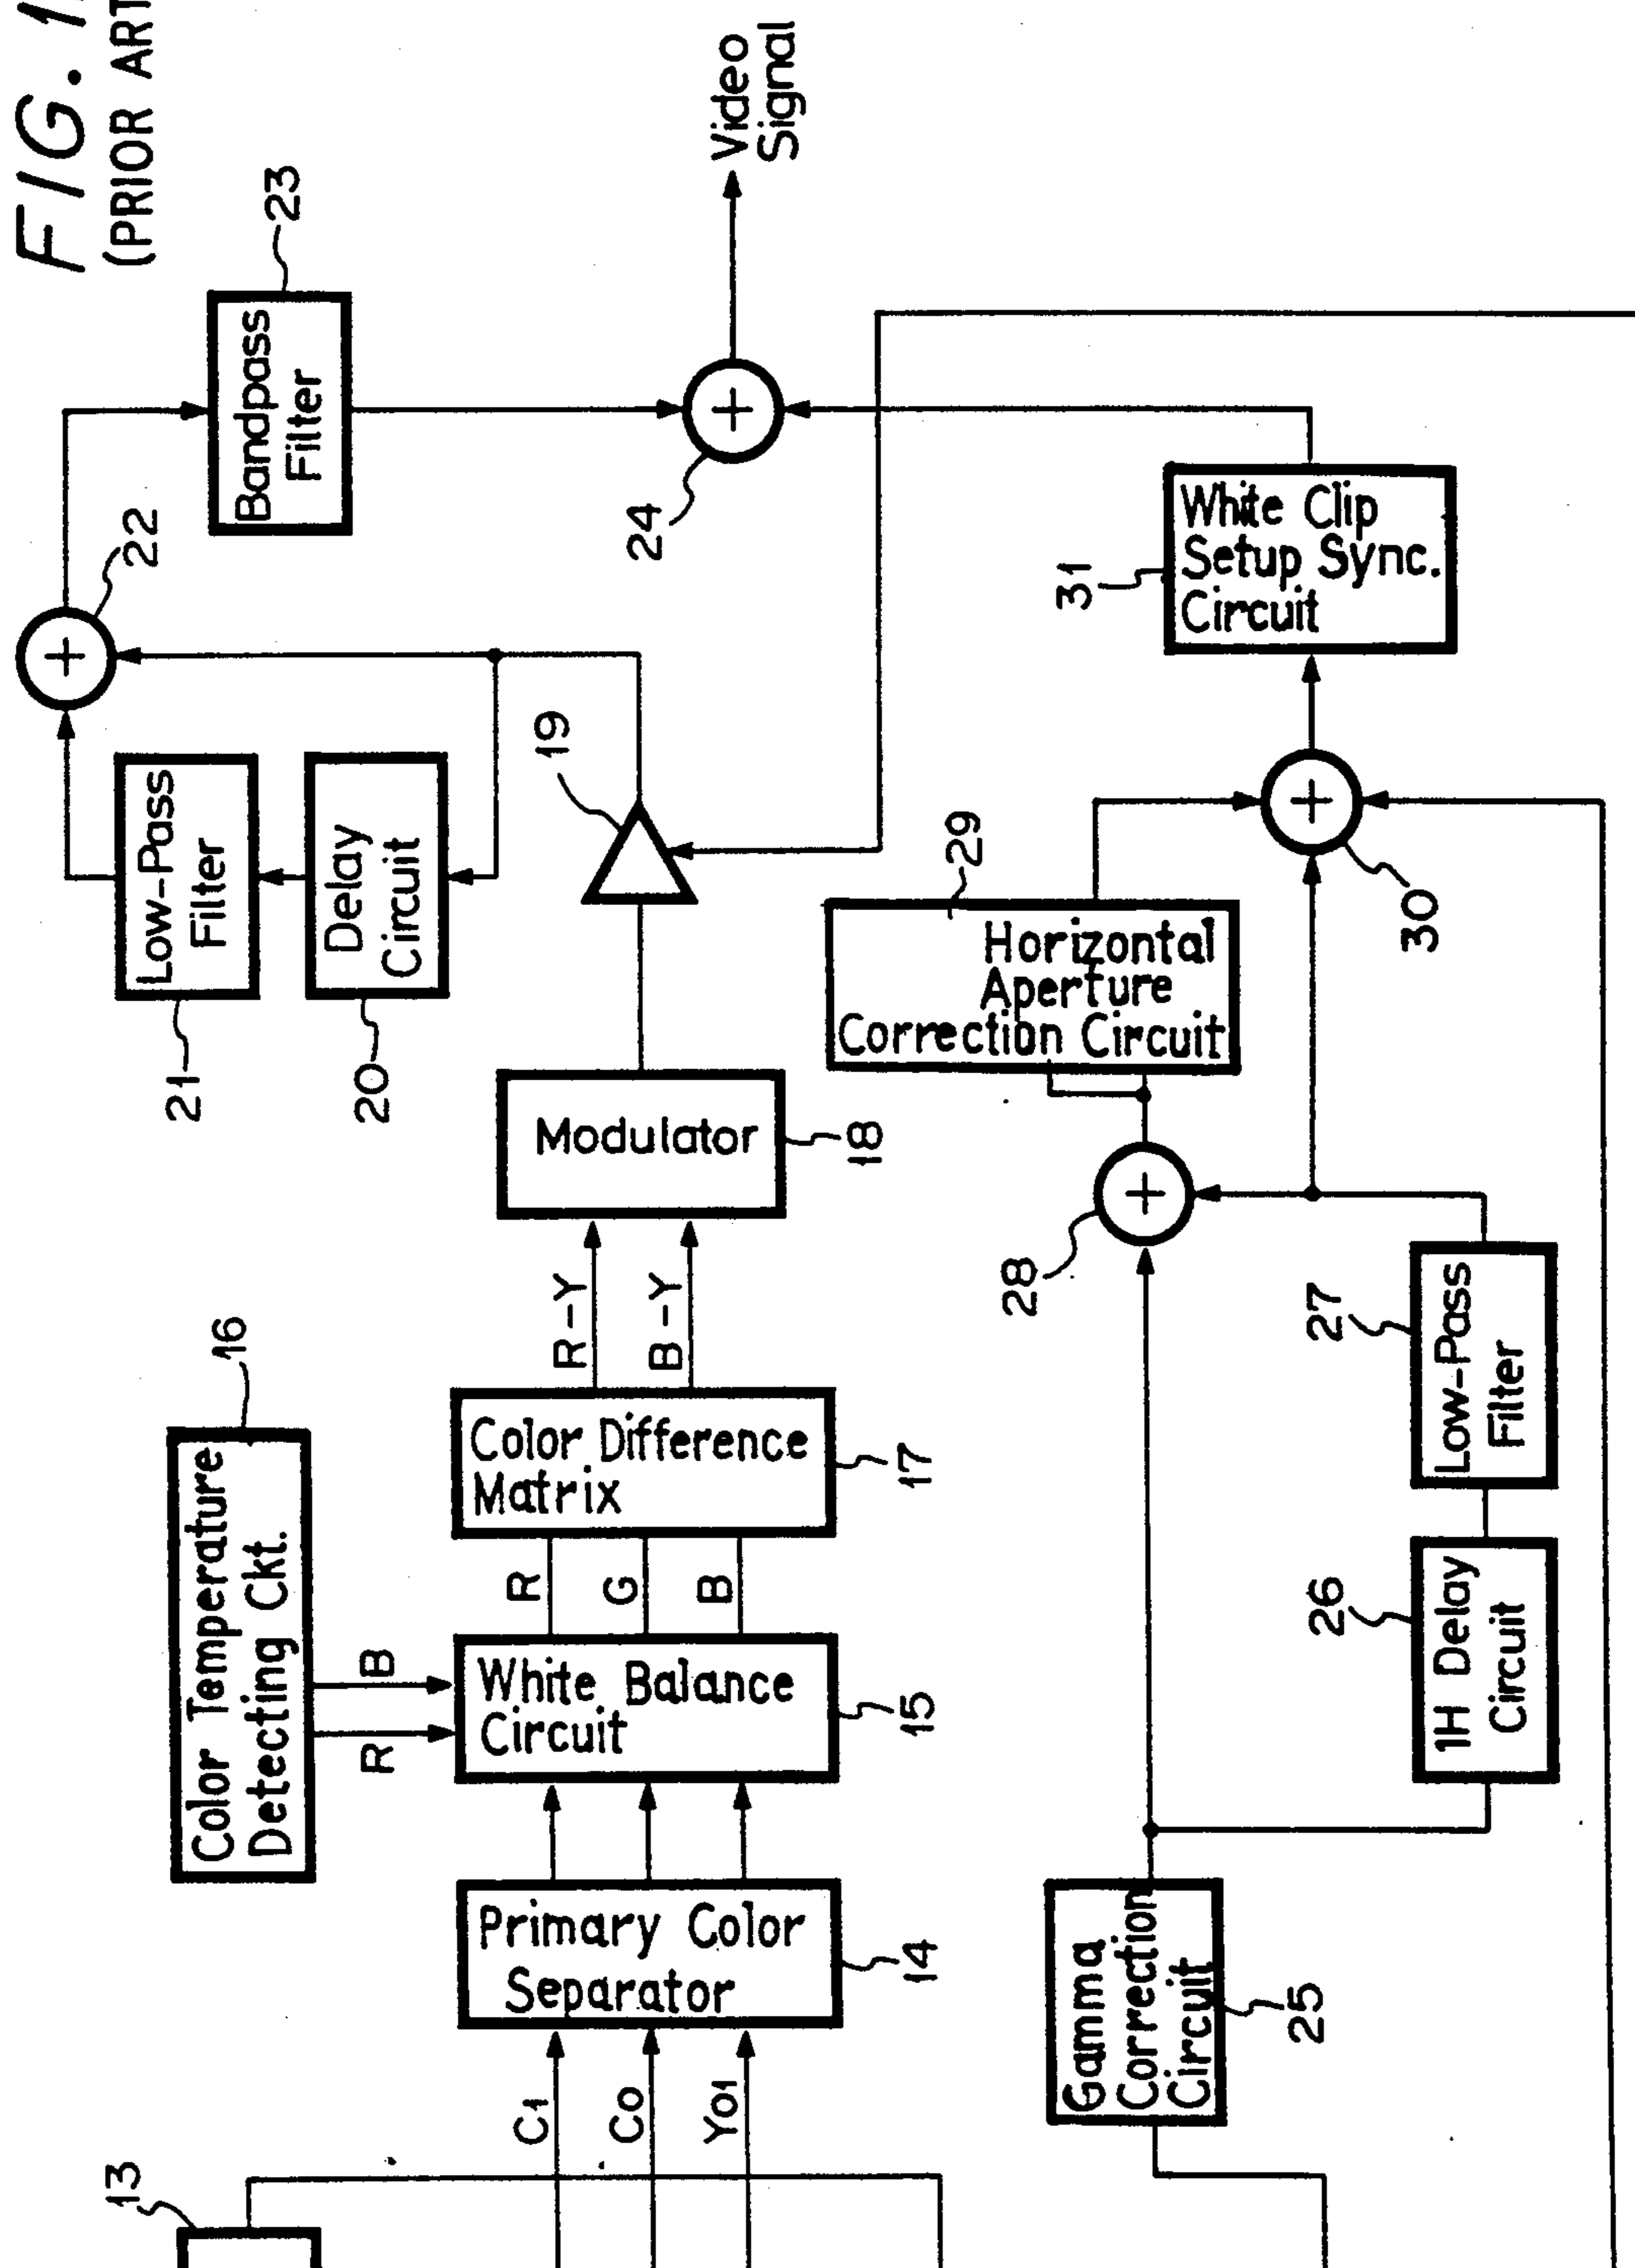 FIG. 1
(PRIOR ART
13
C1
C0
Y01
Primary Color
Separator
14
Color Temperature
Detecting Ckt.
16
R
B
White Balance
Circuit
15
R
G
B
Color Difference
Matrix
17
R-Y
B-Y
Modulator
18
19
Delay
Circuit
20
Low-Pass
Filter
21
22
Bandpass
Filter
23
24
Video
Signal
Gamma
Correction
Circuit
25
1H Delay
Circuit
26
Low-Pass
Filter
27
28
Horizontal
Aperture
Correction Circuit
29
30
White Clip
Setup Sync.
Circuit
31